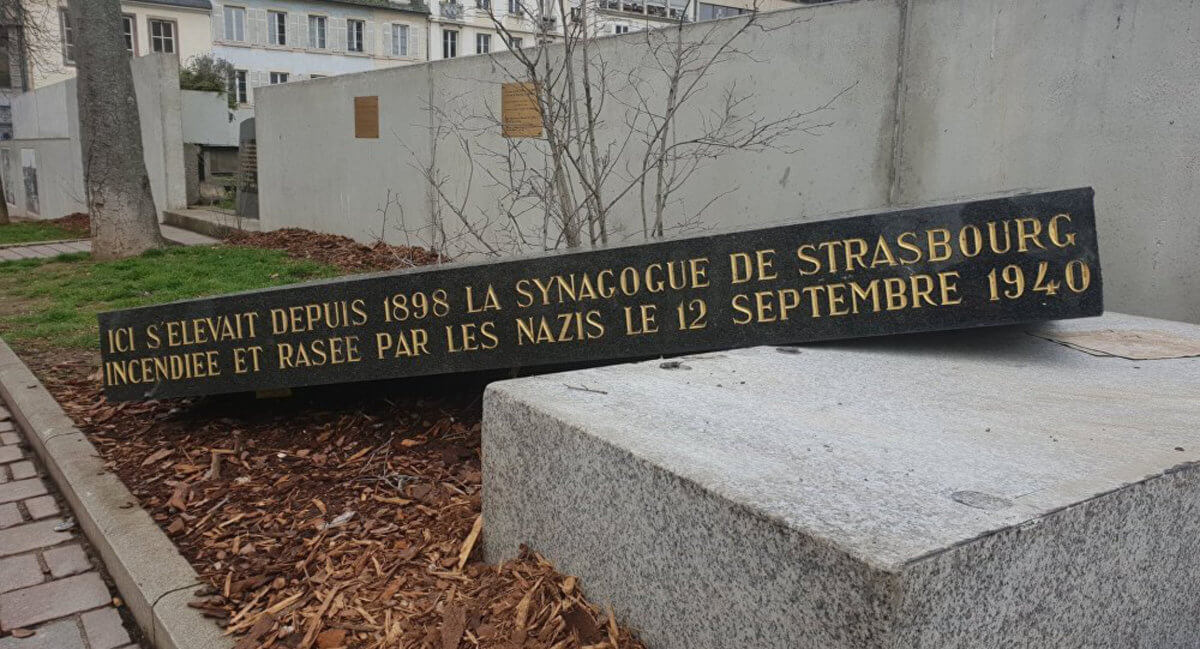 ICI S'ELEVAIT DEPUIS 1898 LA SYNAGOGUE DE STRASBOURG
INCENDIEE ET RASEE PAR LES NAZIS LE 12 SEPTEMBRE 1940